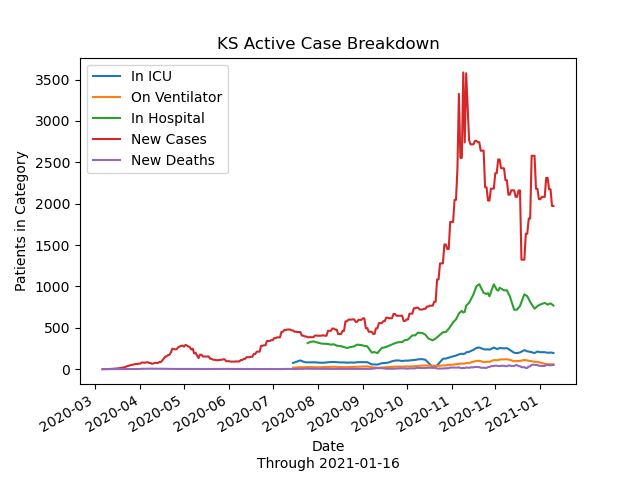 KS Active Case Breakdown
In ICU
On Ventilator
In Hospital
New Cases
New Deaths
Patients in Category
3500
3000
2500
2000
1500
1000
500
0
2020-03
2020-04
2020-05
2020-06
2020-07
2020-08
2020-09
2020-10
2020-11
2020-12
2021-01
Date
Through 2021-01-16